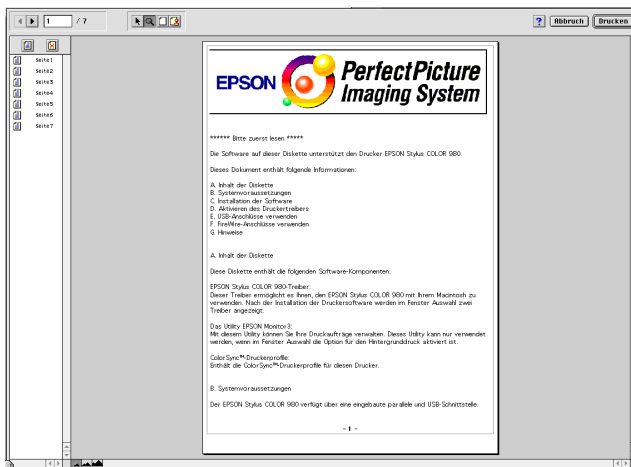 1 / 7
? Abbruch Drucken
Seite1
Seite2
Seite3
Seite4
Seite5
Seite6
Seite7
EPSON
PerfectPicture
Imaging System
****** Bitte zuerst lesen *****
Die Software auf dieser Diskette unterstützt den Drucker EPSON Stylus COLOR 980.
Dieses Dokument enthält folgende Informationen:
A. Inhalt der Diskette
B. Systemvoraussetzungen
C. Installation der Software
D. Aktivieren des Druckertreibers
E. USB-Anschlüsse verwenden
F. FireWire-Anschlüsse verwenden
G. Hinweise
A. Inhalt der Diskette
Diese Diskette enthält die folgenden Software-Komponenten:
EPSON Stylus COLOR 980-Treiber:
Dieser Treiber ermöglicht es Ihnen, den EPSON Stylus COLOR 980 mit Ihrem Macintosh zu
verwenden. Nach der Installation der Druckersoftware werden im Fenster Auswahl zwei
Treiber angezeigt.
Das Utility EPSON Monitor3:
Mit diesem Utility können Sie Ihre Druckaufträge verwalten. Dieses Utility kann nur verwendet
werden, wenn im Fenster Auswahl die Option für den Hintergrunddruck aktiviert ist.
ColorSync™-Druckerprofile:
Enthält die ColorSync™-Druckerprofile für diesen Drucker.
B. Systemvoraussetzungen
Der EPSON Stylus COLOR 980 verfügt über eine eingebaute parallele und USB-Schnittstelle.
- 1 -